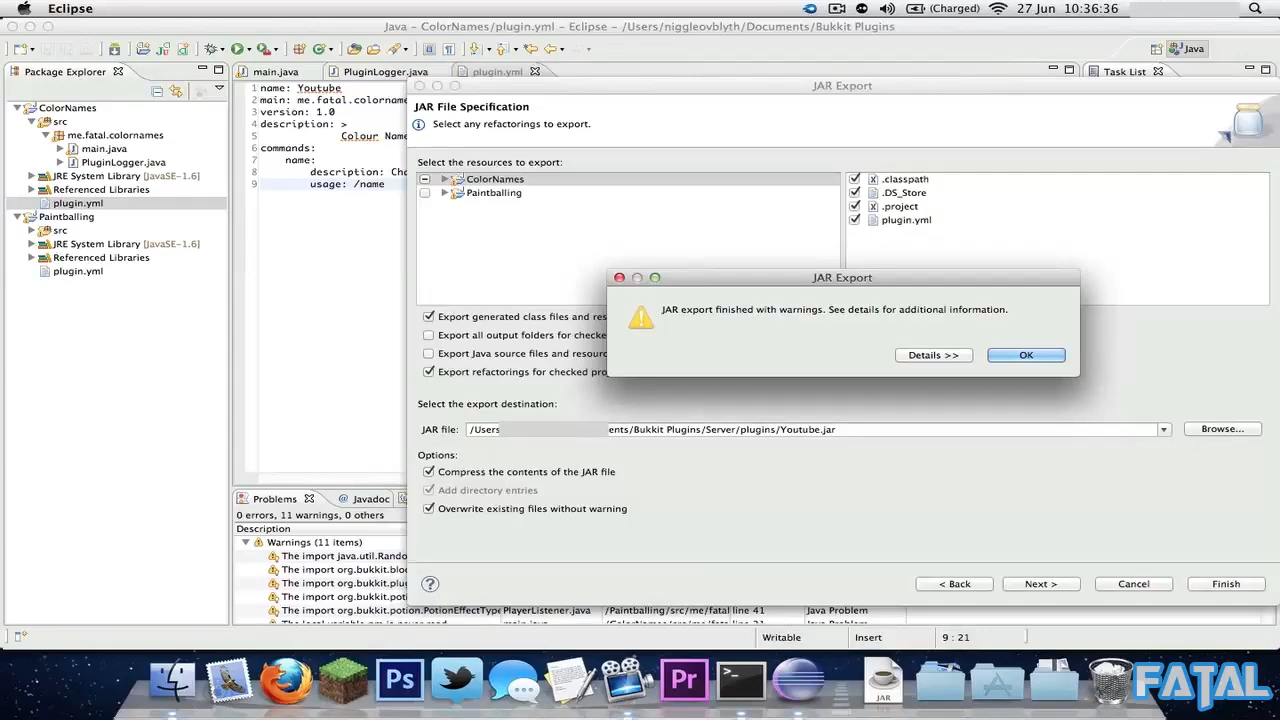 Eclipse
(Charged)
27 Jun
10:36:36
Java – ColorNames/plugin.yml – Eclipse – /Users/niggleovblyth/Documents/Bukkit Plugins
Java
Package Explorer
ColorNames
src
me.fatal.colornames
main.java
PluginLogger.java
JRE System Library [JavaSE-1.6]
Referenced Libraries
plugin.yml
Paintballing
src
JRE System Library [JavaSE-1.6]
Referenced Libraries
plugin.yml
main.java
PluginLogger.java
plugin.yml
1 name: Youtube
2 main: me.fatal.colorname
3 version: 1.0
4 description: >
5 Colour Name
6 commands:
7 name:
8 description: Cha
9 usage: /name
Task List
JAR Export
JAR File Specification
Select any refactorings to export.
Select the resources to export:
ColorNames
Paintballing
.classpath
.DS_Store
.project
plugin.yml
JAR Export
JAR export finished with warnings. See details for additional information.
Details >>
OK
Export generated class files and res
Export all output folders for checke
Export Java source files and resourc
Export refactorings for checked pro
Select the export destination:
JAR file:
/Users
ents/Bukkit Plugins/Server/plugins/Youtube.jar
Browse...
Options:
Compress the contents of the JAR file
Add directory entries
Overwrite existing files without warning
< Back
Next >
Cancel
Finish
Problems
Javadoc
0 errors, 11 warnings, 0 others
Description
Warnings (11 items)
The import java.util.Rando
The import org.bukkit.bloc
The import org.bukkit.plug
The import org.bukkit.poti
The import org.bukkit.potion.PotionEffectType PlayerListener.java /Paintballing/src/me/fatal line 41 Java Problem
Writable
Insert
9 : 21
Ps
Pr
JAR
FATAL